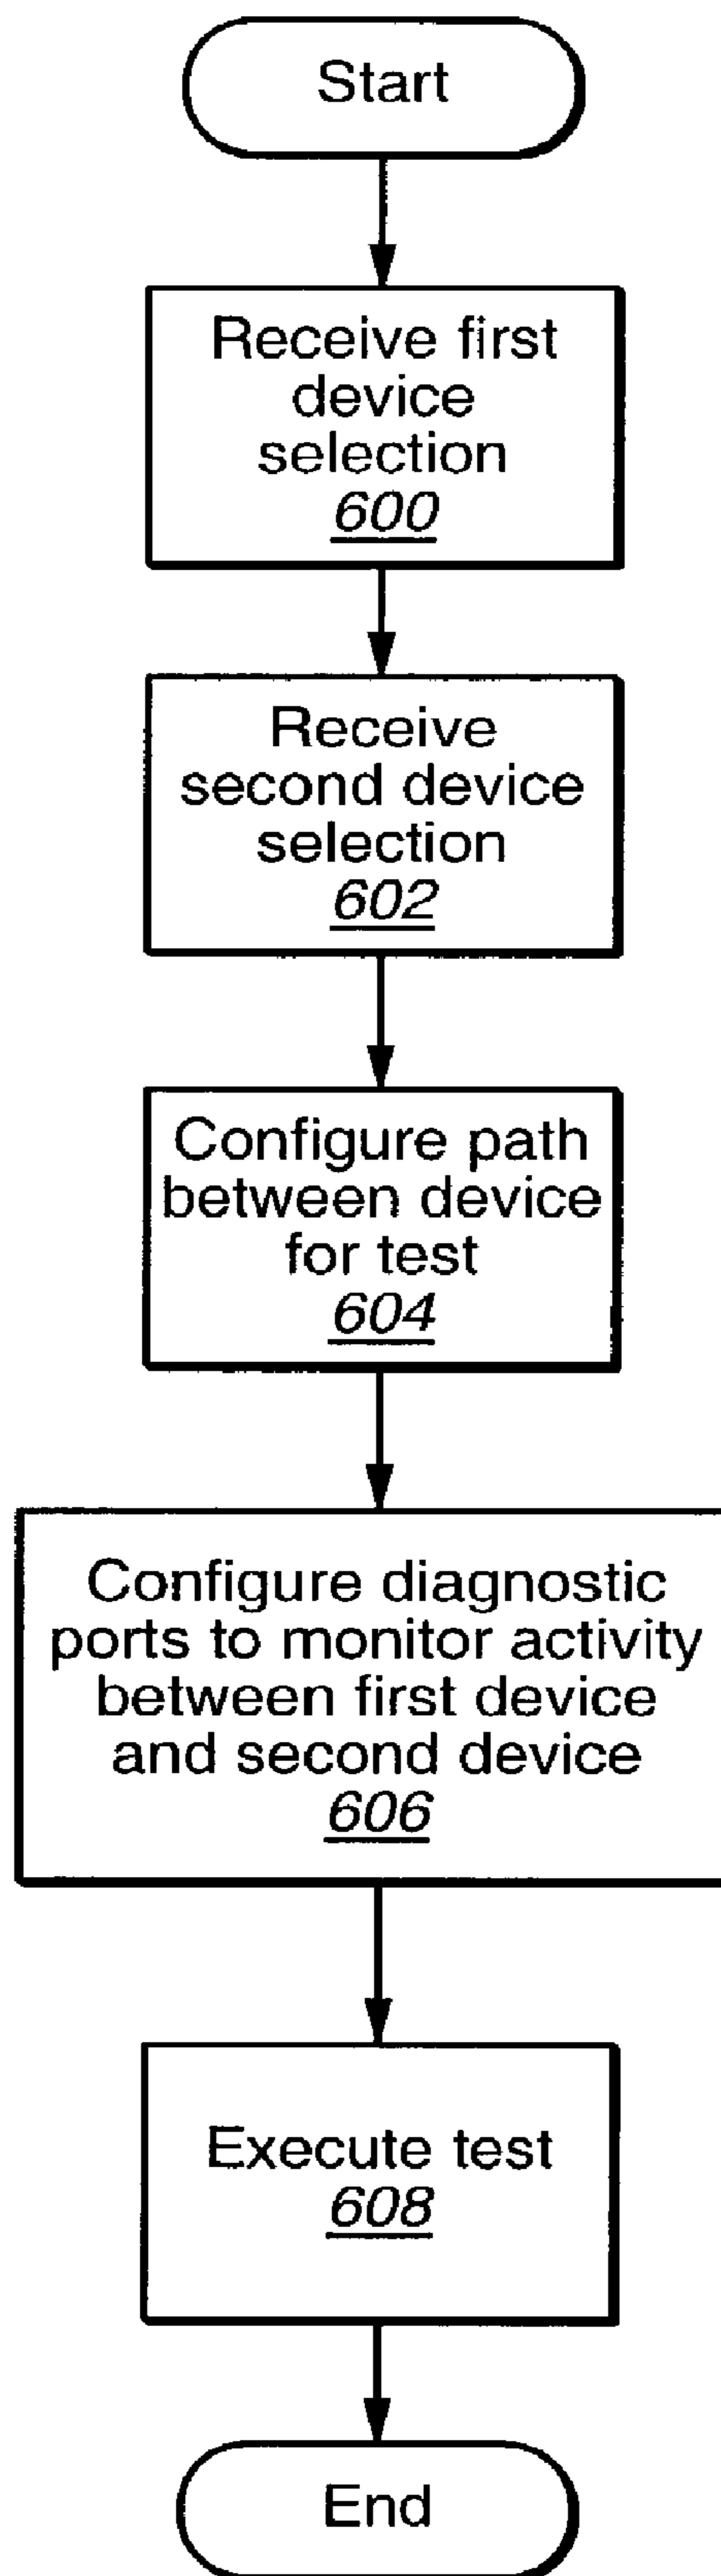 Start
Receive first
device
selection
600
Receive
second device
selection
602
Configure path
between device
for test
604
Configure diagnostic
ports to monitor activity
between first device
and second device
606
Execute test
608
End